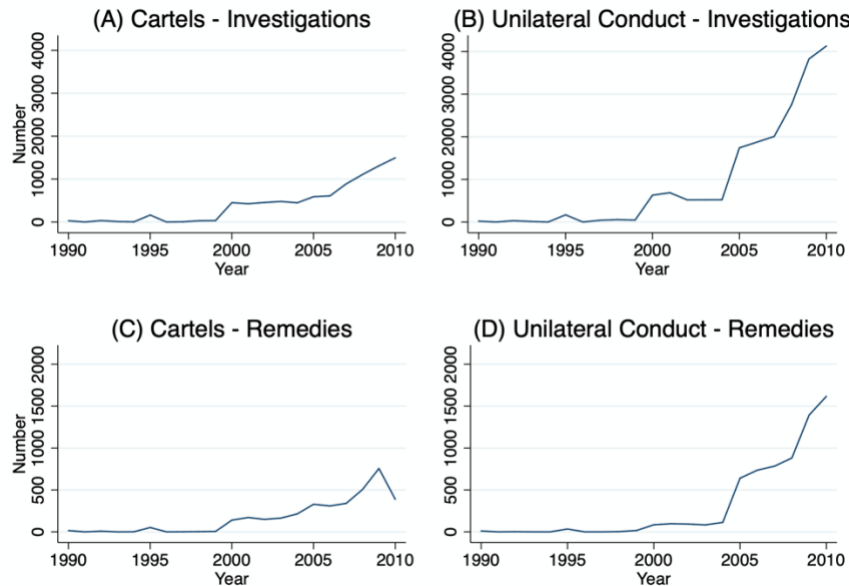 (A) Cartels - Investigations
Number
4000
3000
2000
1000
0
1990 1995 2000 2005 2010
Year
(B) Unilateral Conduct - Investigations
4000
3000
2000
1000
0
1990 1995 2000 2005 2010
Year
(C) Cartels - Remedies
Number
2000
1500
1000
500
0
1990 1995 2000 2005 2010
Year
(D) Unilateral Conduct - Remedies
2000
1500
1000
500
0
1990 1995 2000 2005 2010
Year